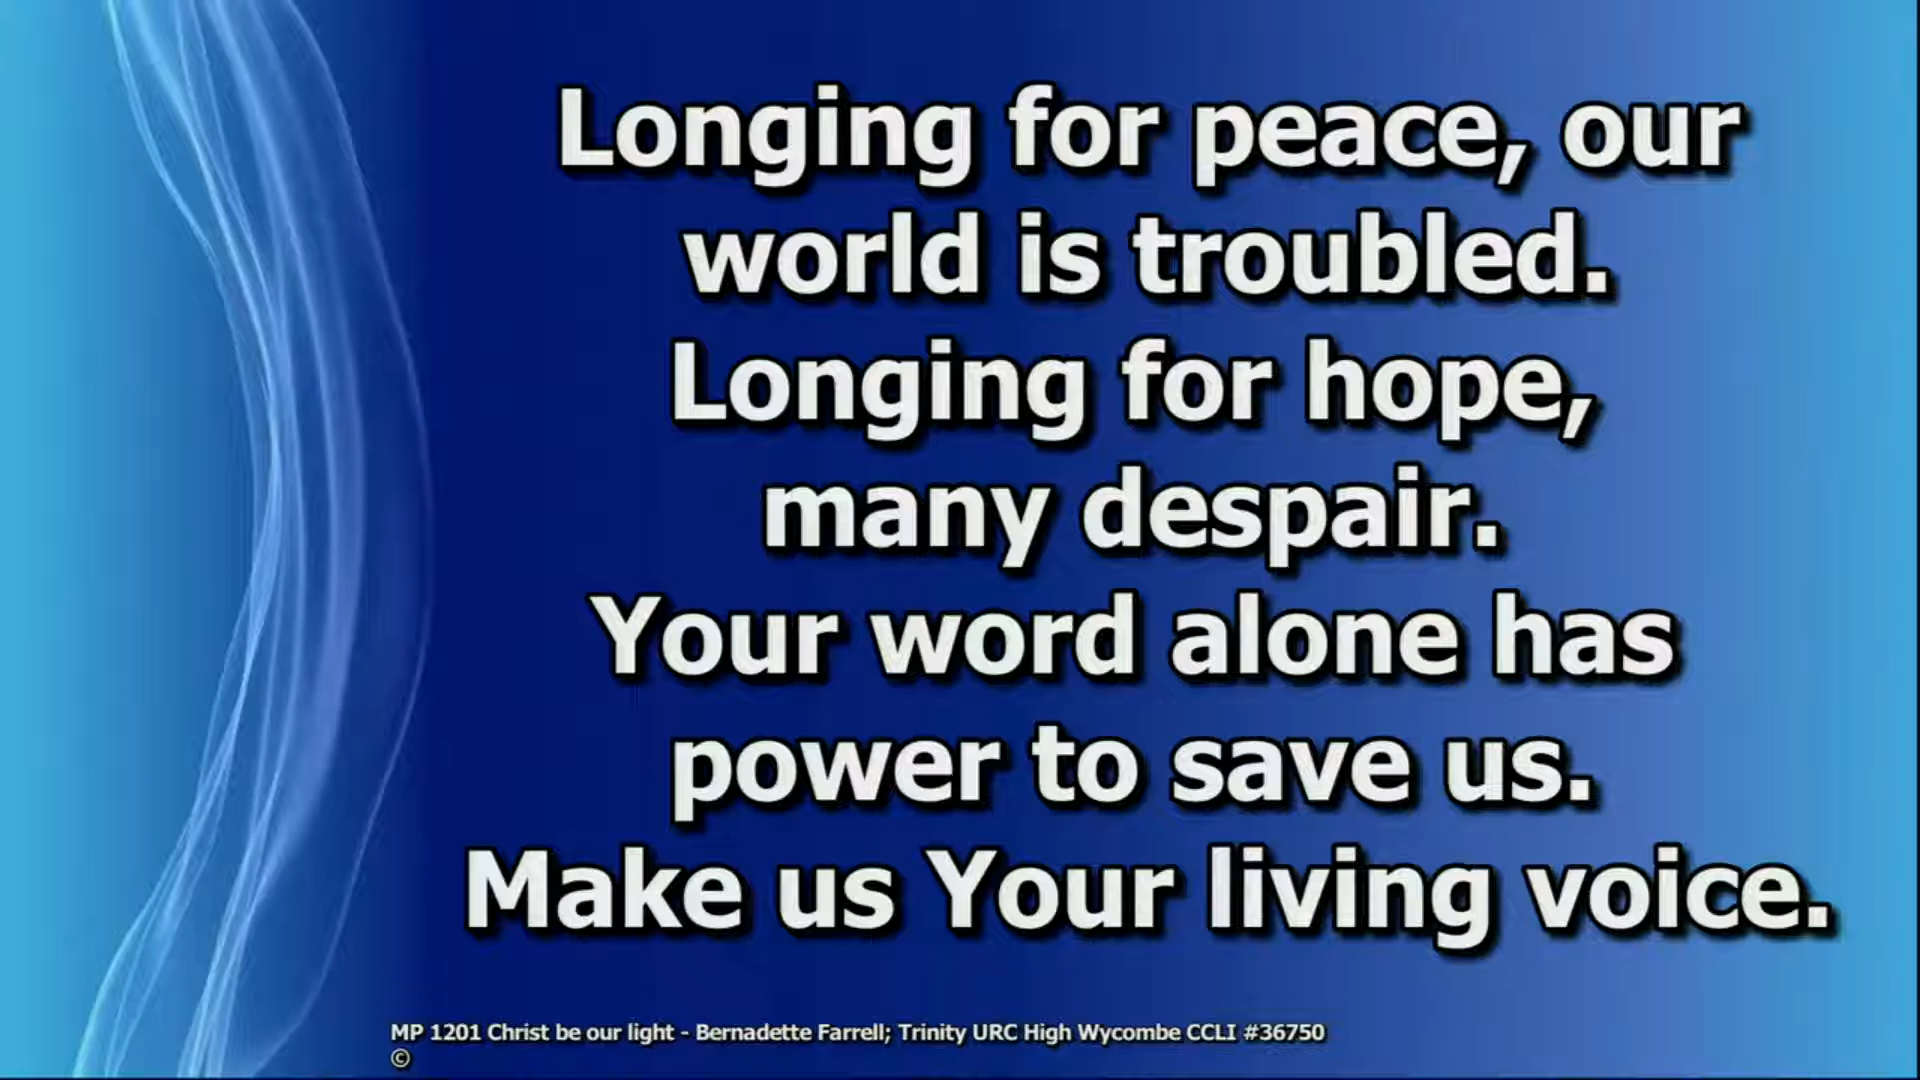 Longing for peace, our
world is troubled.
Longing for hope,
many despair.
Your word alone has
power to save us.
Make us Your living voice.
MP 1201 Christ be our light - Bernadette Farrell; Trinity URC High Wycombe CCLI #36750
©